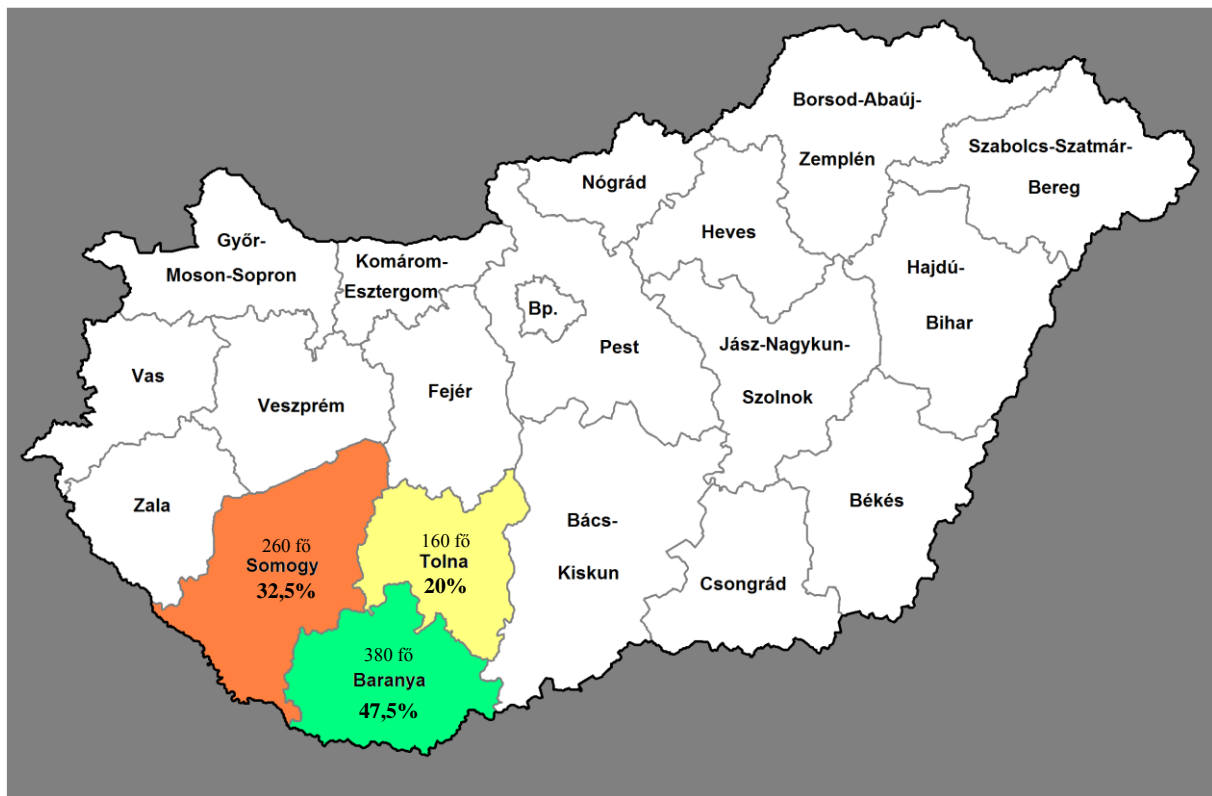 Borsod-Abaúj-
Zemplén
Szabolcs-Szatmár-
Bereg
Nógrád
Heves
Győr-
Moson-Sopron
Komárom-
Esztergom
Hajdú-
Bihar
Bp.
Pest
Jász-Nagykun-
Szolnok
Vas
Veszprém
Fejér
Zala
Békés
Bács-
Kiskun
Csongrád
260 fő
Somogy
32,5%
160 fő
Tolna
20%
380 fő
Baranya
47,5%